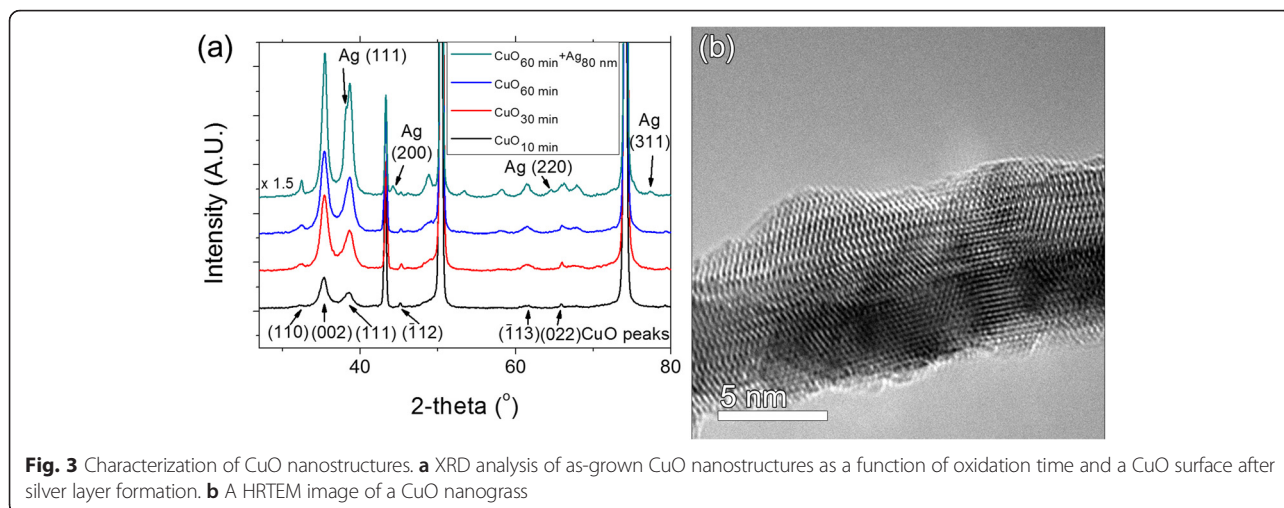 (a)
Ag (111)
CuO60 min+Ag80 nm
CuO60 min
CuO30 min
CuO10 min
Ag
(200)
Ag (220)
Ag
(311)
x 1.5
Intensity (A.U.)
(110) (002) (111) (1̄12) (1̄13) (022) CuO peaks
40 60 80
2-theta (°)
(b)
5 nm
Fig. 3 Characterization of CuO nanostructures. a XRD analysis of as-grown CuO nanostructures as a function of oxidation time and a CuO surface after
silver layer formation. b A HRTEM image of a CuO nanograss